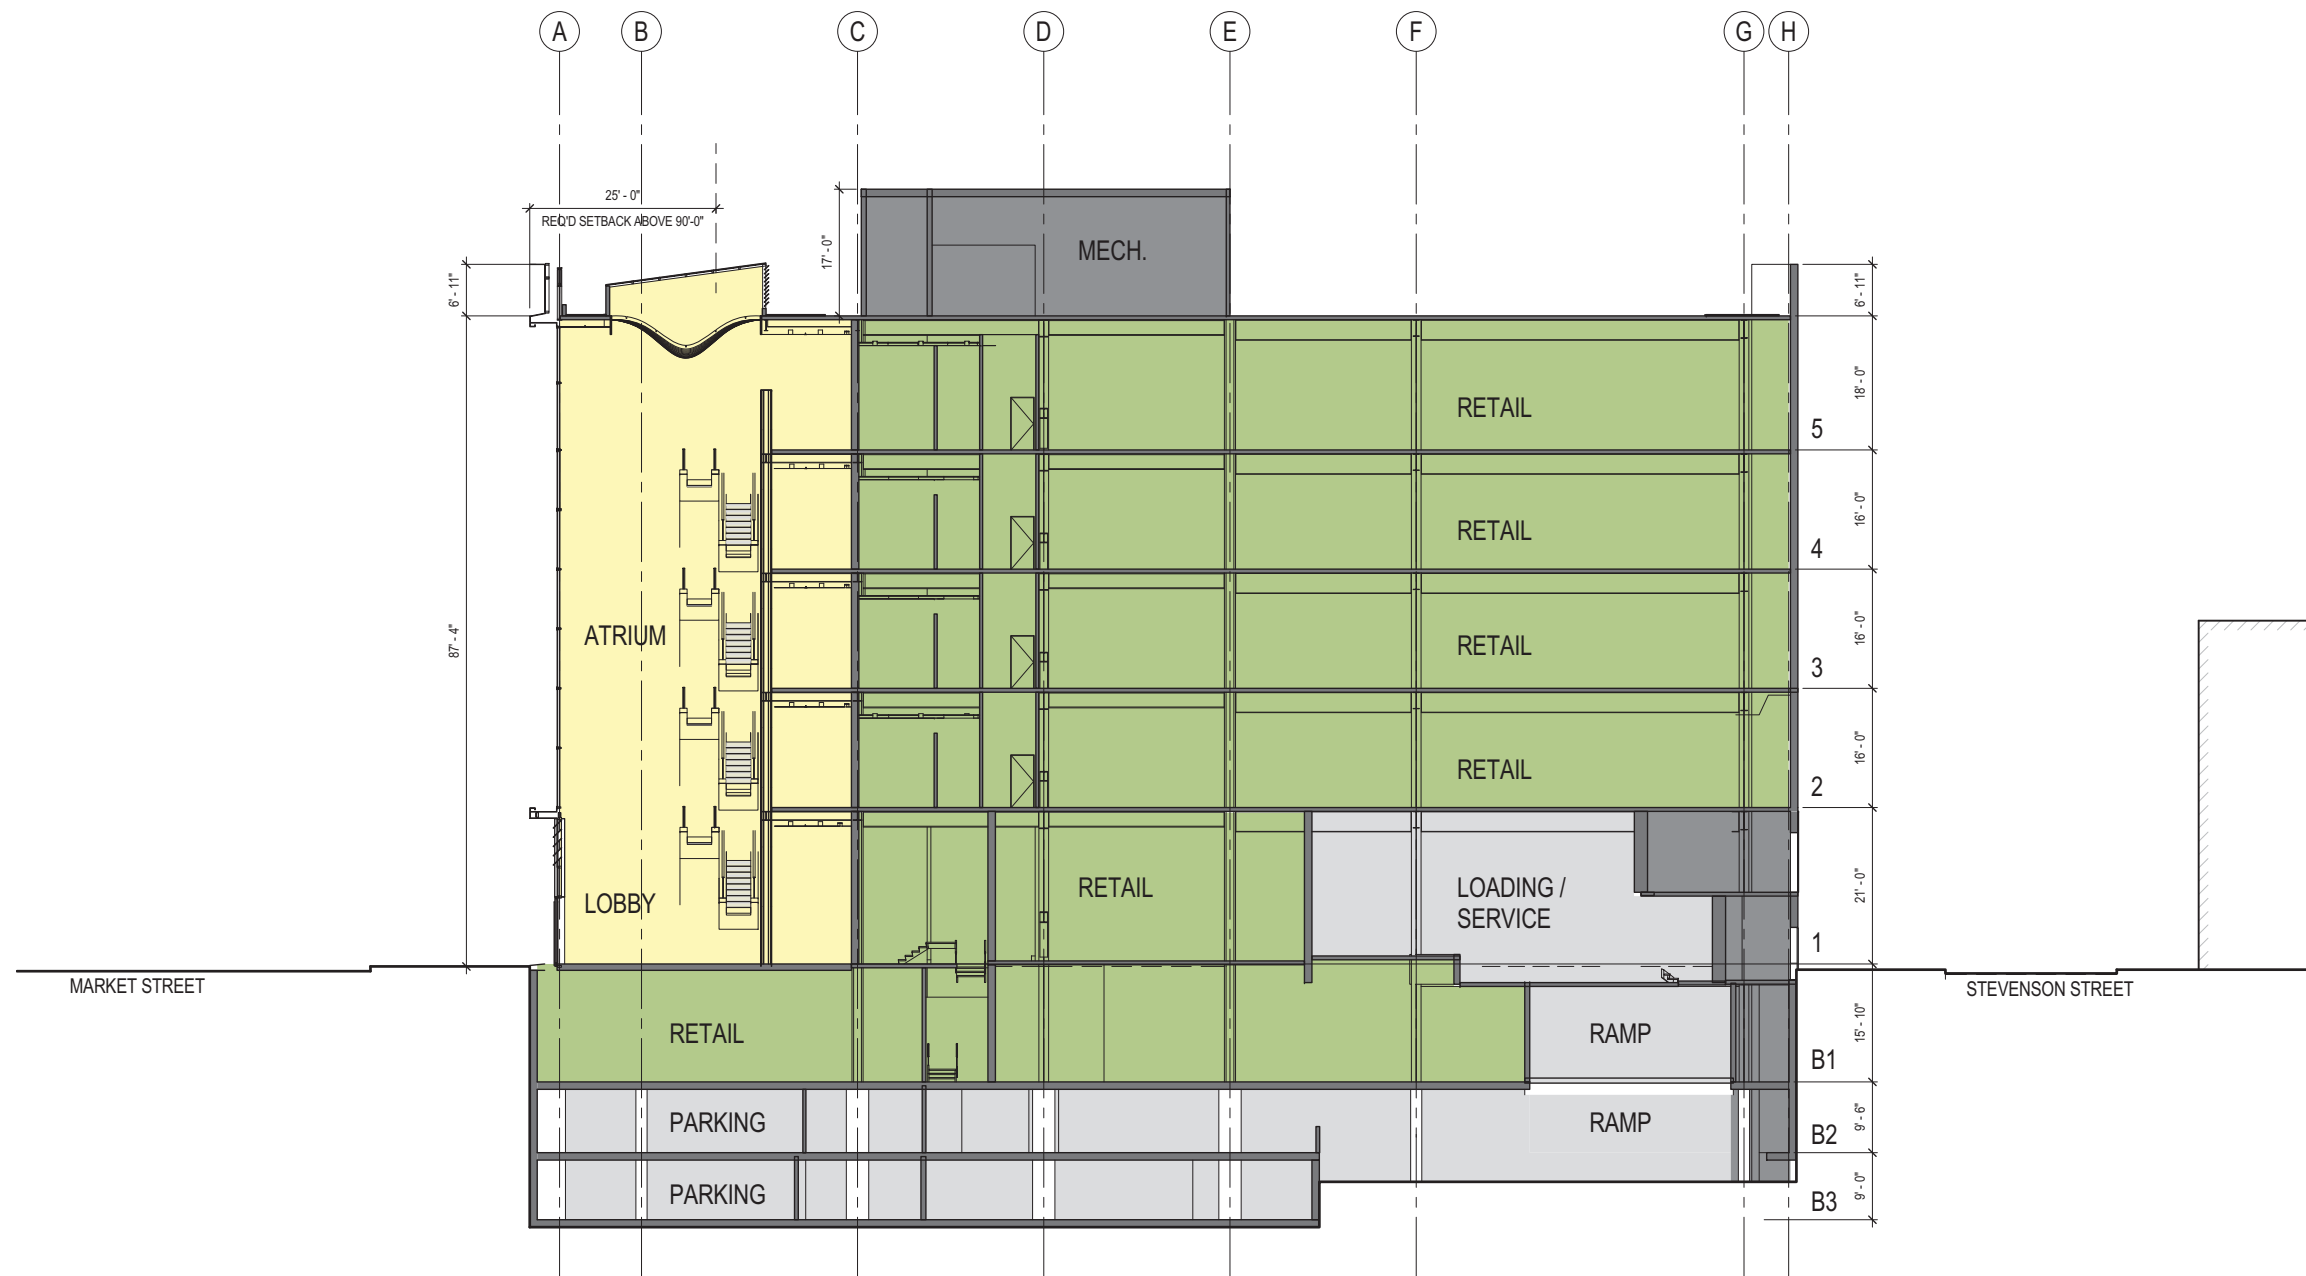 A B C D E F G H
25' - 0"
REQ'D SETBACK ABOVE 90'-0"
17' - 0"
MECH.
6' - 11"
6' - 11"
87' - 4"
18' - 0"
RETAIL
5
16' - 0"
RETAIL
4
ATRIUM
16' - 0"
RETAIL
3
16' - 0"
RETAIL
2
LOBBY
RETAIL
LOADING /
SERVICE
21' - 0"
1
MARKET STREET
STEVENSON STREET
RETAIL
RAMP
15' - 10"
B1
PARKING
RAMP
9' - 6"
B2
PARKING
9' - 0"
B3